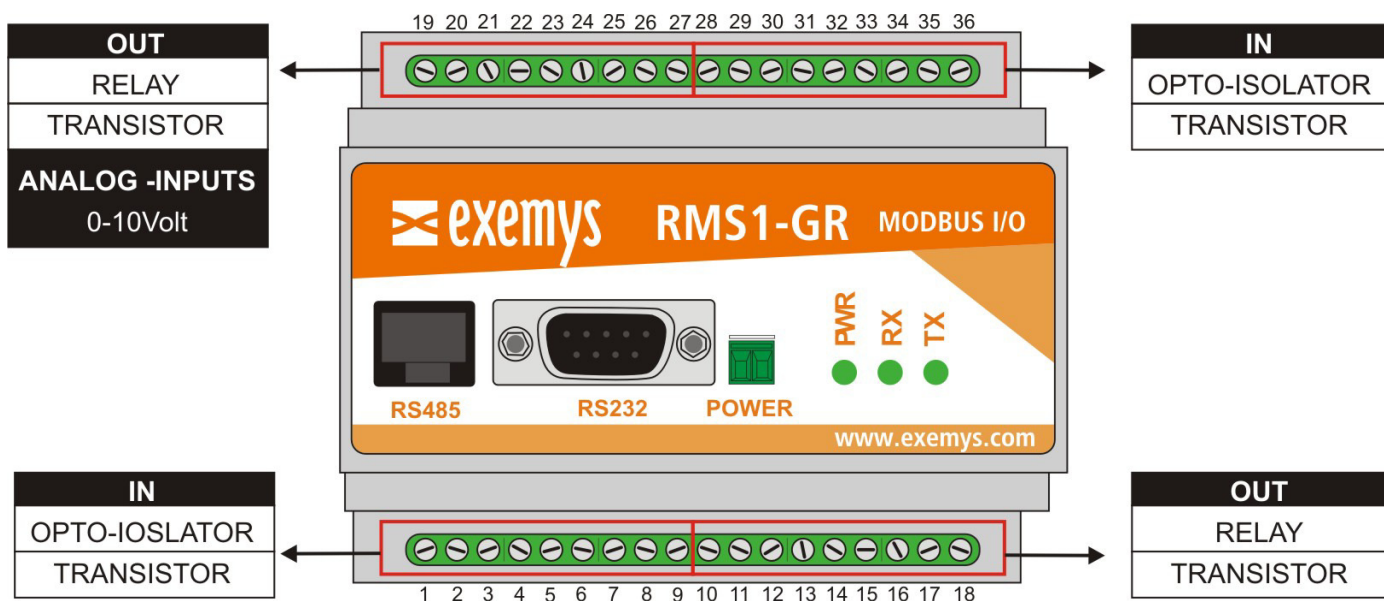 19 20 21 22 23 24 25 26 27 28 29 30 31 32 33 34 35 36
OUT
RELAY
TRANSISTOR
ANALOG -INPUTS
0-10Volt
IN
OPTO-ISOLATOR
TRANSISTOR
exemys
RMS1-GR
MODBUS I/O
PWR
RX
TX
RS485
RS232
POWER
www.exemys.com
IN
OPTO-IOSLATOR
TRANSISTOR
OUT
RELAY
TRANSISTOR
1 2 3 4 5 6 7 8 9 10 11 12 13 14 15 16 17 18